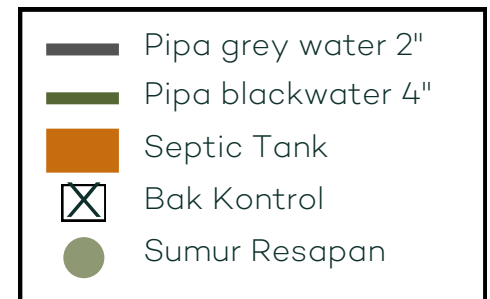 Pipa grey water 2"
Pipa blackwater 4"
Septic Tank
X Bak Kontrol
Sumur Resapan